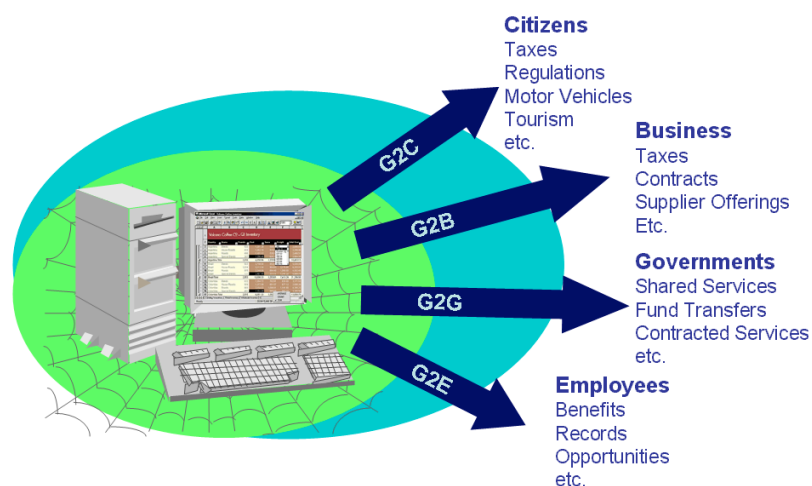 Citizens
Taxes
Regulations
Motor Vehicles
Tourism
etc.
G2C
Business
Taxes
Contracts
Supplier Offerings
Etc.
G2B
Governments
Shared Services
Fund Transfers
Contracted Services
etc.
G2G
Employees
Benefits
Records
Opportunities
etc.
G2E